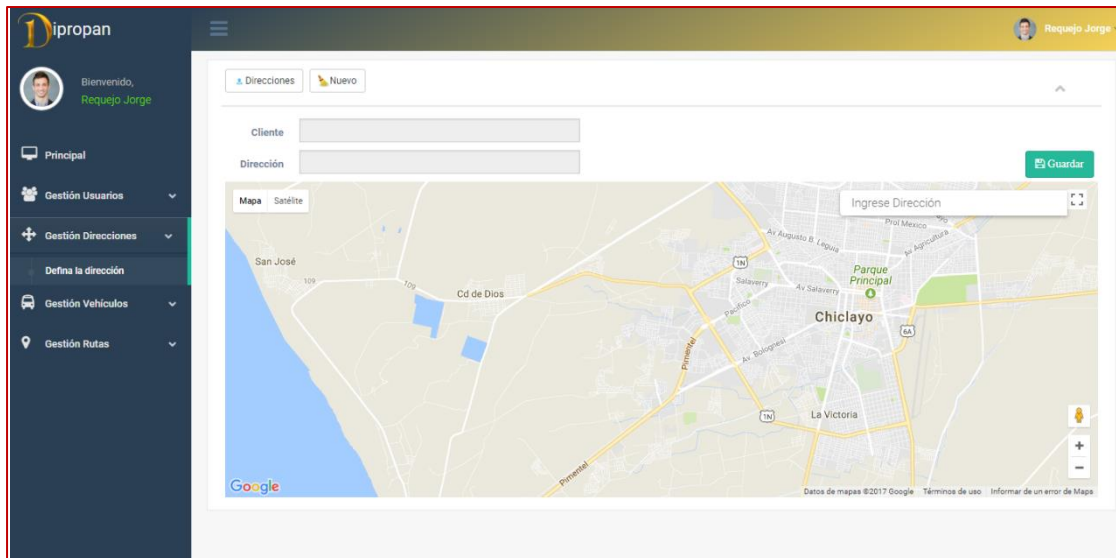 Dipropan
Requejo Jorge
Bienvenido,
Requejo Jorge
Principal
Gestión Usuarios
Gestión Direcciones
Defina la dirección
Gestión Vehículos
Gestión Rutas
Direcciones
Nuevo
Cliente
Dirección
Guardar
Mapa Satélite
Ingrese Dirección
Prol Mexico
Av Augusto B. Leguia
Av Agricultura
San José
1N
109
109
Cd de Dios
Salaverry
Av Salaverry
Parque
Principal
Pacifico
Chiclayo
6A
Pimentel
Av. Bolognesi
1N
La Victoria
Pimentel
Google
Datos de mapas ©2017 Google Términos de uso Informar de un error de Maps